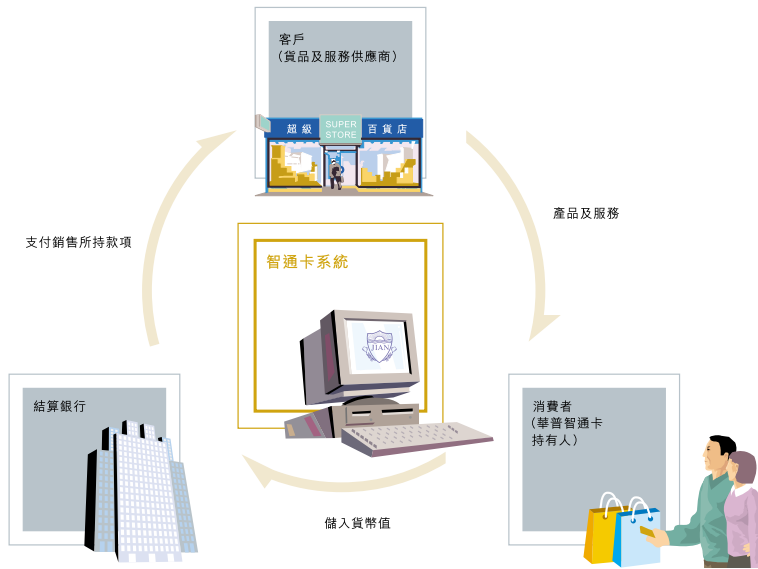 客戶
（貨品及服務供應商）
超級
SUPER
STORE
百貨店
產品及服務
支付銷售所持款項
智通卡系統
JIAN
結算銀行
消費者
（華普智通卡
持有人）
儲入貨幣值